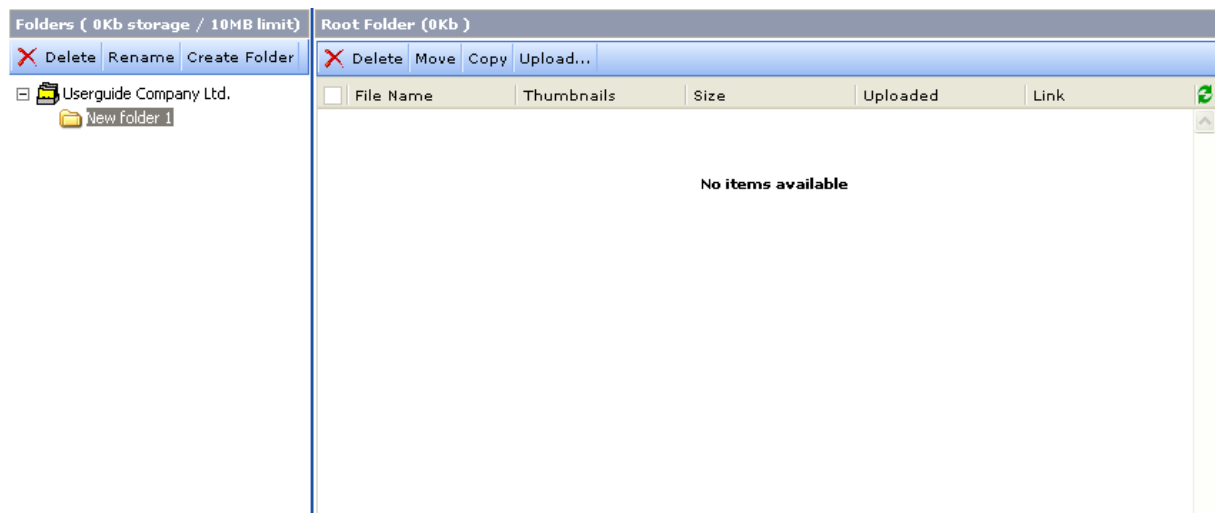 Folders ( 0Kb storage / 10MB limit)
Delete Rename Create Folder
Userguide Company Ltd.
New folder 1
Root Folder (0Kb )
Delete Move Copy Upload...
File Name Thumbnails Size Uploaded Link
No items available